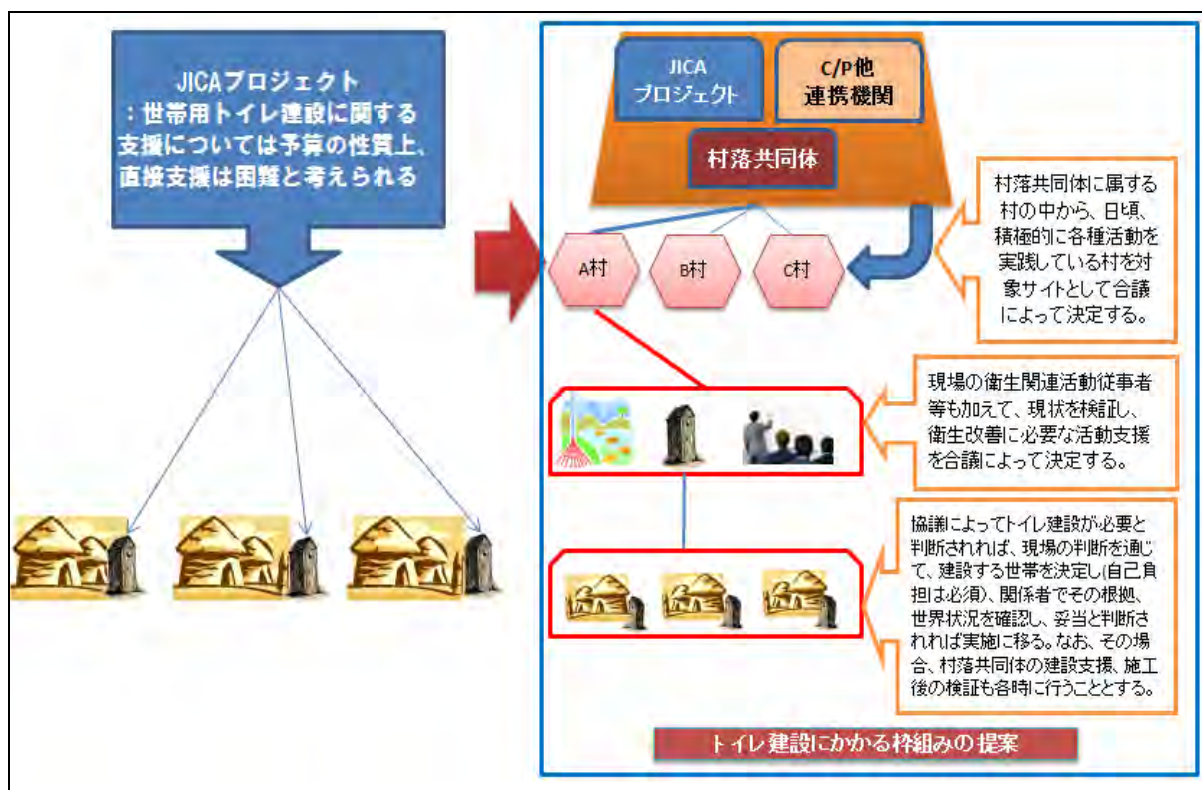 JICAプロジェクト
:世帯用トイレ建設に関する
支援については予算の性質上、
直接支援は困難と考えられる
JICA
プロジェクト
C/P他
連携機関
村落共同体
A村
B村
C村
村落共同体に属する
村の中から、日頃、
積極的に各種活動を
実践している村を対
象サイトとして合議
によって決定する。
現場の衛生関連活動従事者
等も加えて、現状を検証し、
衛生改善に必要な活動支援
を合議によって決定する。
協議によってトイレ建設が必要と
判断されれば、現場の判断を通じ
て、建設する世帯を決定し(自己負
担は必須)、関係者でその根拠、
世界状況を確認し、妥当と判断さ
れれば実施に移る。なお、その場
合、村落共同体の建設支援、施工
後の検証も各時に行うこととする。
トイレ建設にかかる枠組みの提案